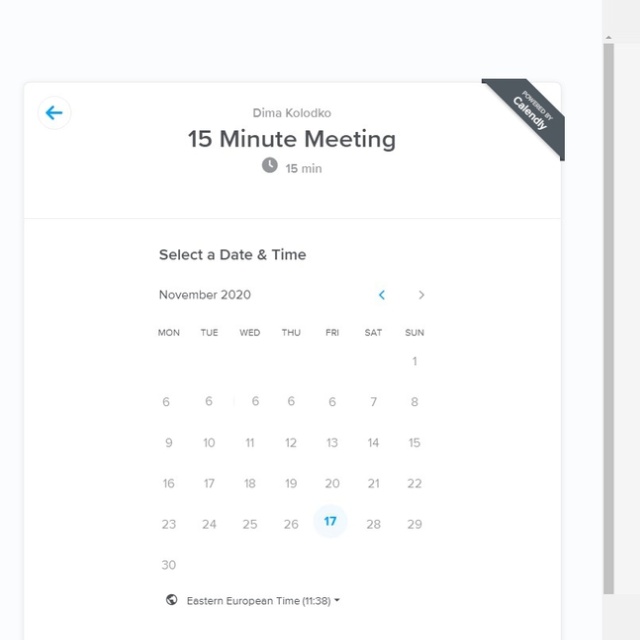 POWERED BY
Calendly
Dima Kolodko
15 Minute Meeting
15 min
Select a Date & Time
November 2020
MON TUE WED THU FRI SAT SUN
1
6 6 6 6 6 7 8
9 10 11 12 13 14 15
16 17 18 19 20 21 22
23 24 25 26 17 28 29
30
Eastern European Time (11:38)